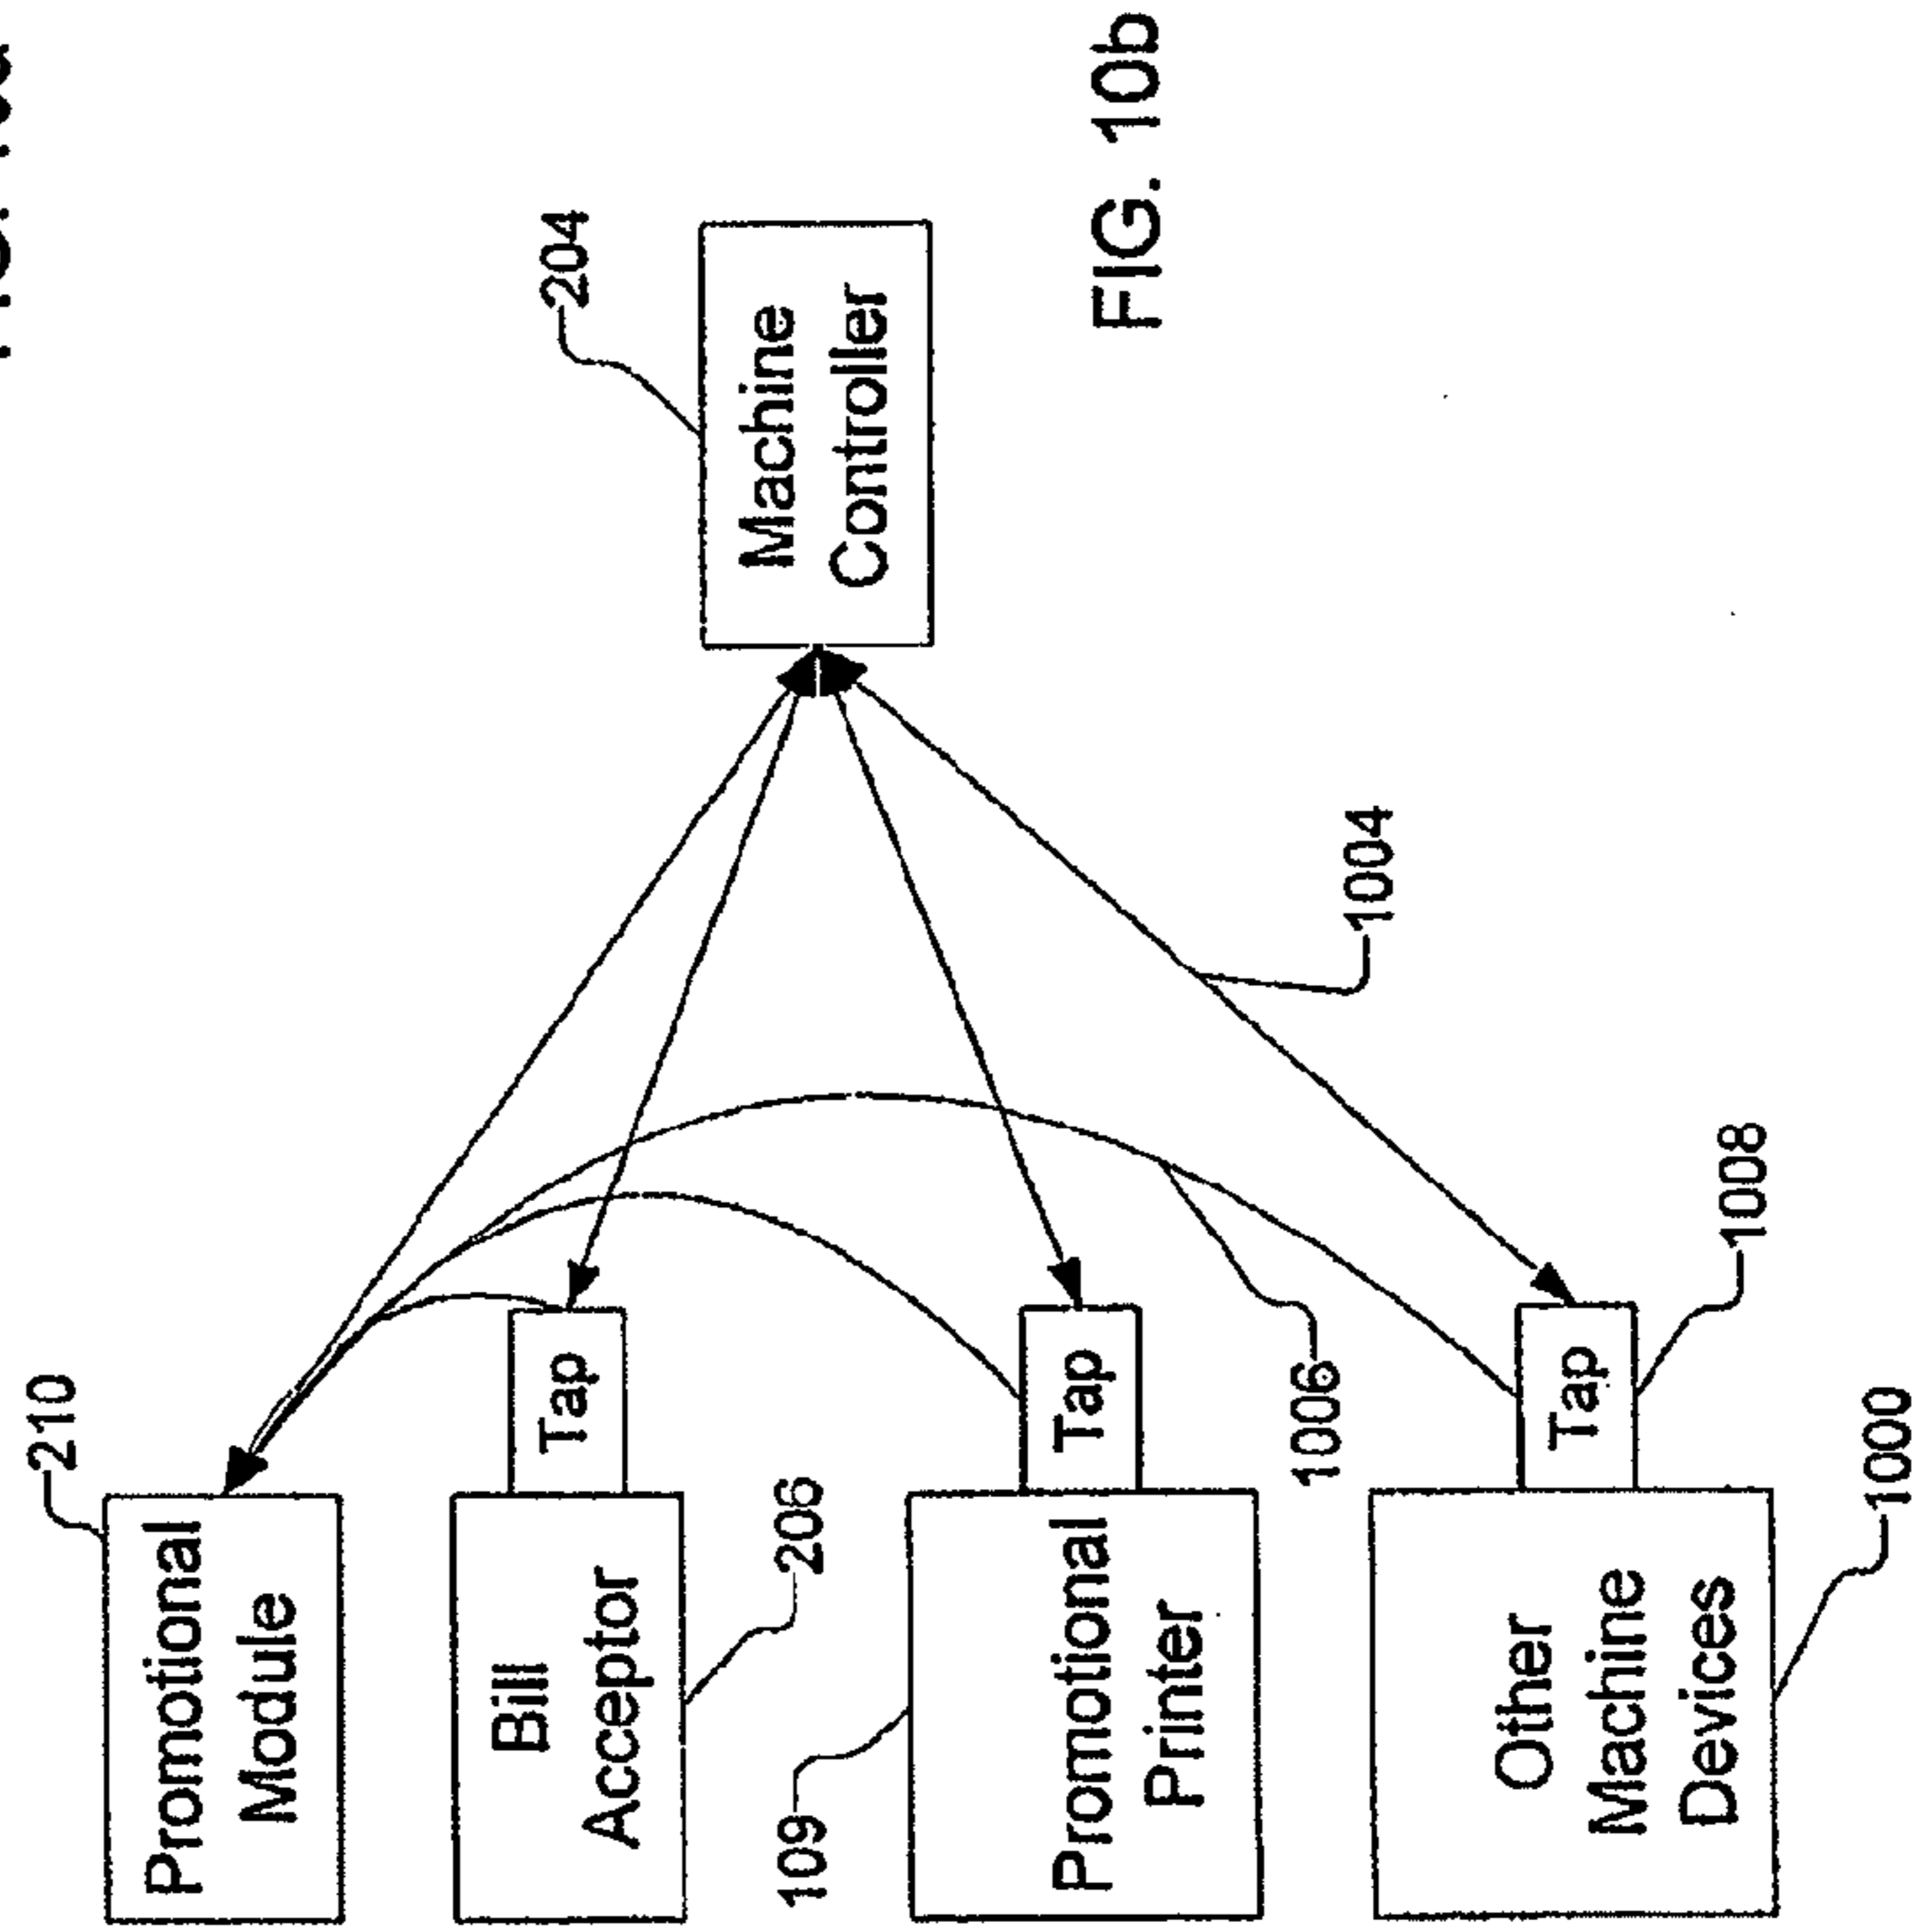 210
Promotional
Module
Bill
Acceptor
Tap
206
204
Machine
Controller
109
Promotional
Printer
Tap
1006
1004
Other
Machine
Devices
Tap
1008
1000
FIG. 10b